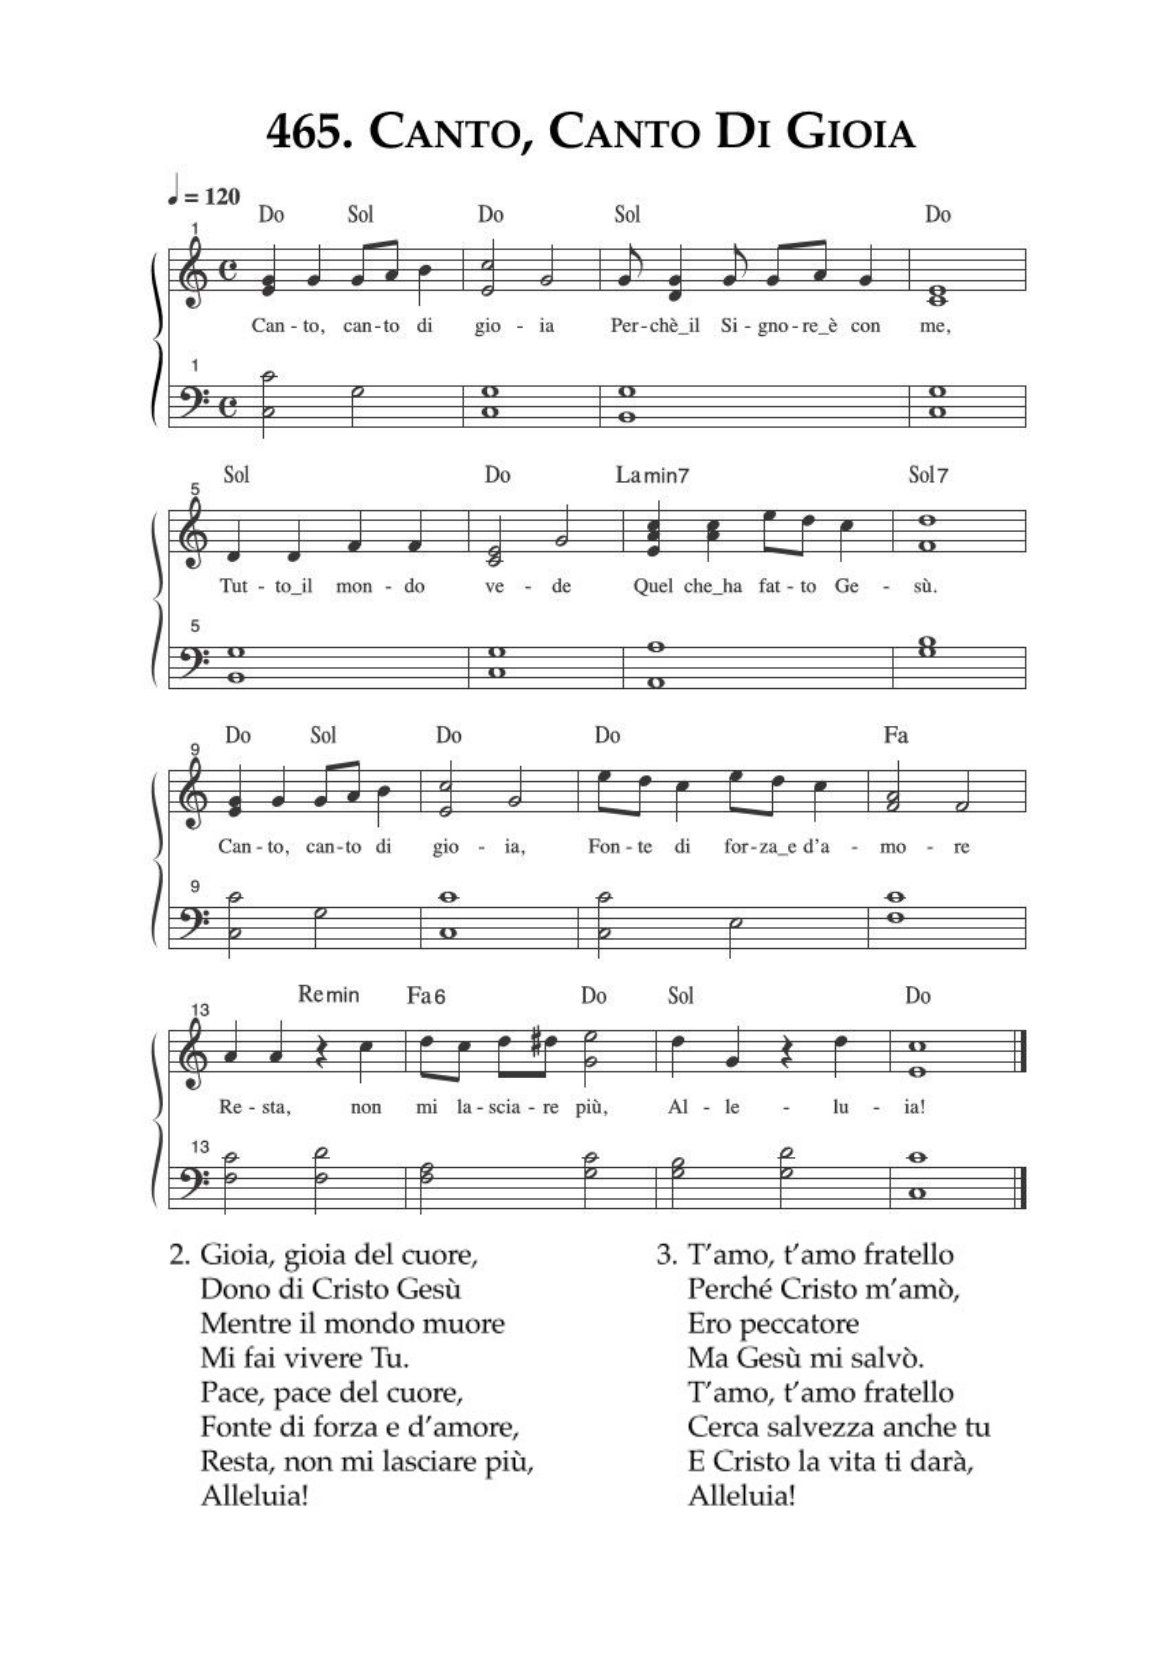 465. Canto, Canto Di Gioia
= 120
Do Sol Do Sol Do
1
Can - to, can - to di gio - ia Per - chè_il Si - gno - re_è con me,
1
Sol Do Lamin7 Sol7
5
Tut - to_il mon - do ve - de Quel che_ha fat - to Ge - sù.
5
Do Sol Do Do Fa
9
Can - to, can - to di gio - ia, Fon - te di for - za_e d'a - mo - re
9
Remin Fa6 Do Sol Do
13
Re - sta, non mi la - scia - re più, Al - le - lu - ia!
13
2. Gioia, gioia del cuore,
Dono di Cristo Gesù
Mentre il mondo muore
Mi fai vivere Tu.
Pace, pace del cuore,
Fonte di forza e d'amore,
Resta, non mi lasciare più,
Alleluia!
3. T'amo, t'amo fratello
Perché Cristo m'amò,
Ero peccatore
Ma Gesù mi salvò.
T'amo, t'amo fratello
Cerca salvezza anche tu
E Cristo la vita ti darà,
Alleluia!